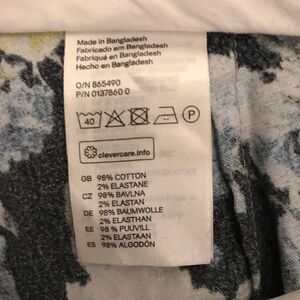 Made in Bangladesh
Fabricado em Bangladesh
Fabriqué en Bangladesh
Hecho en Bangladesh
O/N 865490
P/N 0137860 0
40
P
clevercare.info
GB 98% COTTON
2% ELASTANE
CZ 98% BAVLNA
2% ELASTAN
DE 98% BAUMWOLLE
2% ELASTHAN
EE 98 % PUUVILL
2% ELASTAAN
ES 98% ALGODÓN